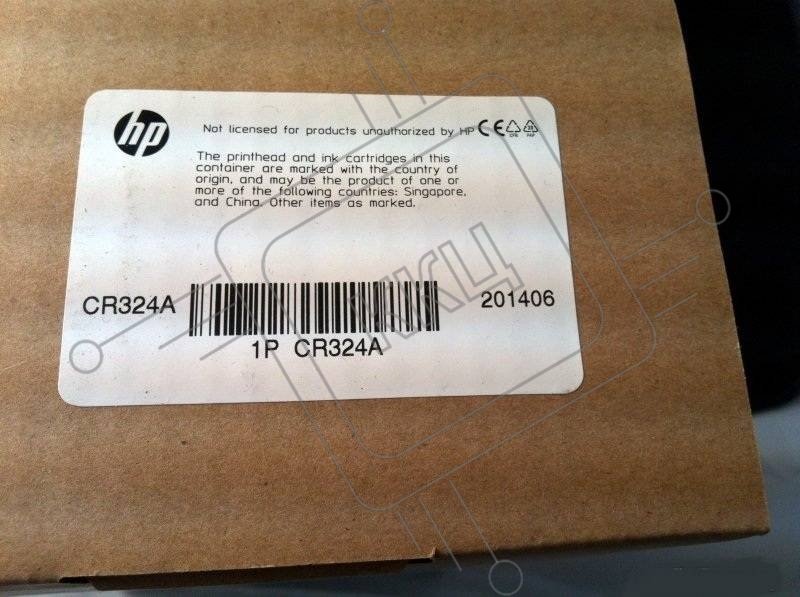 hp
Not licensed for products unauthorized by HP CE
The printhead and ink cartridges in this
container are marked with the country of
origin, and may be the product of one or
more of the following countries: Singapore,
and China. Other items as marked.
CR324A
201406
1P CR324A
ККЦ